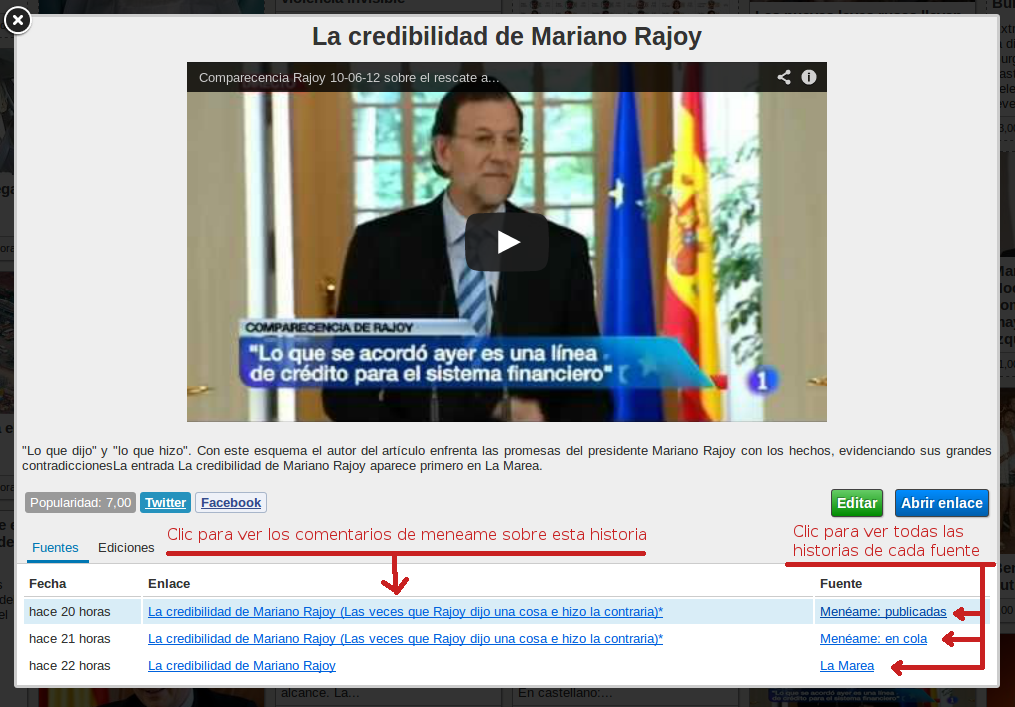 La credibilidad de Mariano Rajoy
Comparecencia Rajoy 10-06-12 sobre el rescate a...
COMPARECENCIA DE RAJOY
"Lo que se acordó ayer es una línea
de crédito para el sistema financiero"
1
"Lo que dijo" y "lo que hizo". Con este esquema el autor del artículo enfrenta las promesas del presidente Mariano Rajoy con los hechos, evidenciando sus grandes
contradiccionesLa entrada La credibilidad de Mariano Rajoy aparece primero en La Marea.
Popularidad: 7,00 Twitter Facebook Editar Abrir enlace
Clic para ver los comentarios de meneame sobre esta historia
Clic para ver todas las
historias de cada fuente
Fuentes Ediciones
Fecha Enlace Fuente
hace 20 horas La credibilidad de Mariano Rajoy (Las veces que Rajoy dijo una cosa e hizo la contraria)* Menéame: publicadas
hace 21 horas La credibilidad de Mariano Rajoy (Las veces que Rajoy dijo una cosa e hizo la contraria)* Menéame: en cola
hace 22 horas La credibilidad de Mariano Rajoy La Marea
alcance. La... En castellano:...